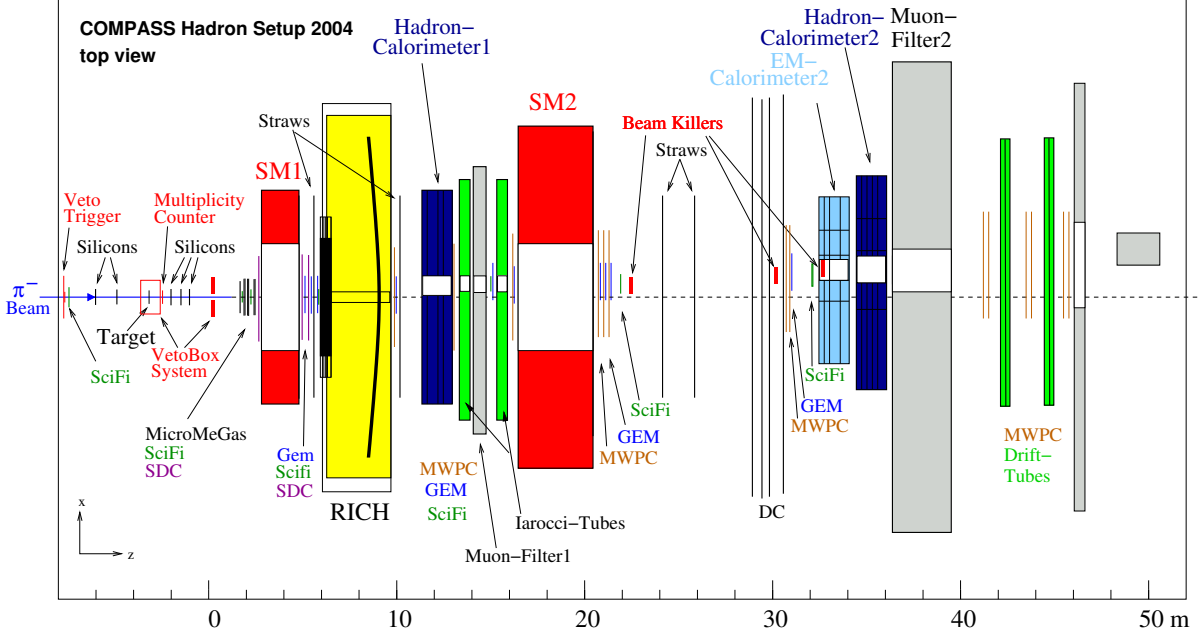 COMPASS Hadron Setup 2004
top view
Hadron−
Calorimeter1
Hadron−
Calorimeter2
Muon−
Filter2
EM−
Calorimeter2
SM2
Beam Killers
Straws
Straws
SM1
Veto
Trigger
Multiplicity
Counter
Silicons
Silicons
π−
Beam
Target
VetoBox
System
SciFi
MicroMeGas
SciFi
SDC
Gem
Scifi
SDC
RICH
MWPC
GEM
SciFi
Iarocci−Tubes
Muon−Filter1
SciFi
GEM
MWPC
DC
SciFi
GEM
MWPC
MWPC
Drift−
Tubes
x
z
0 10 20 30 40 50 m